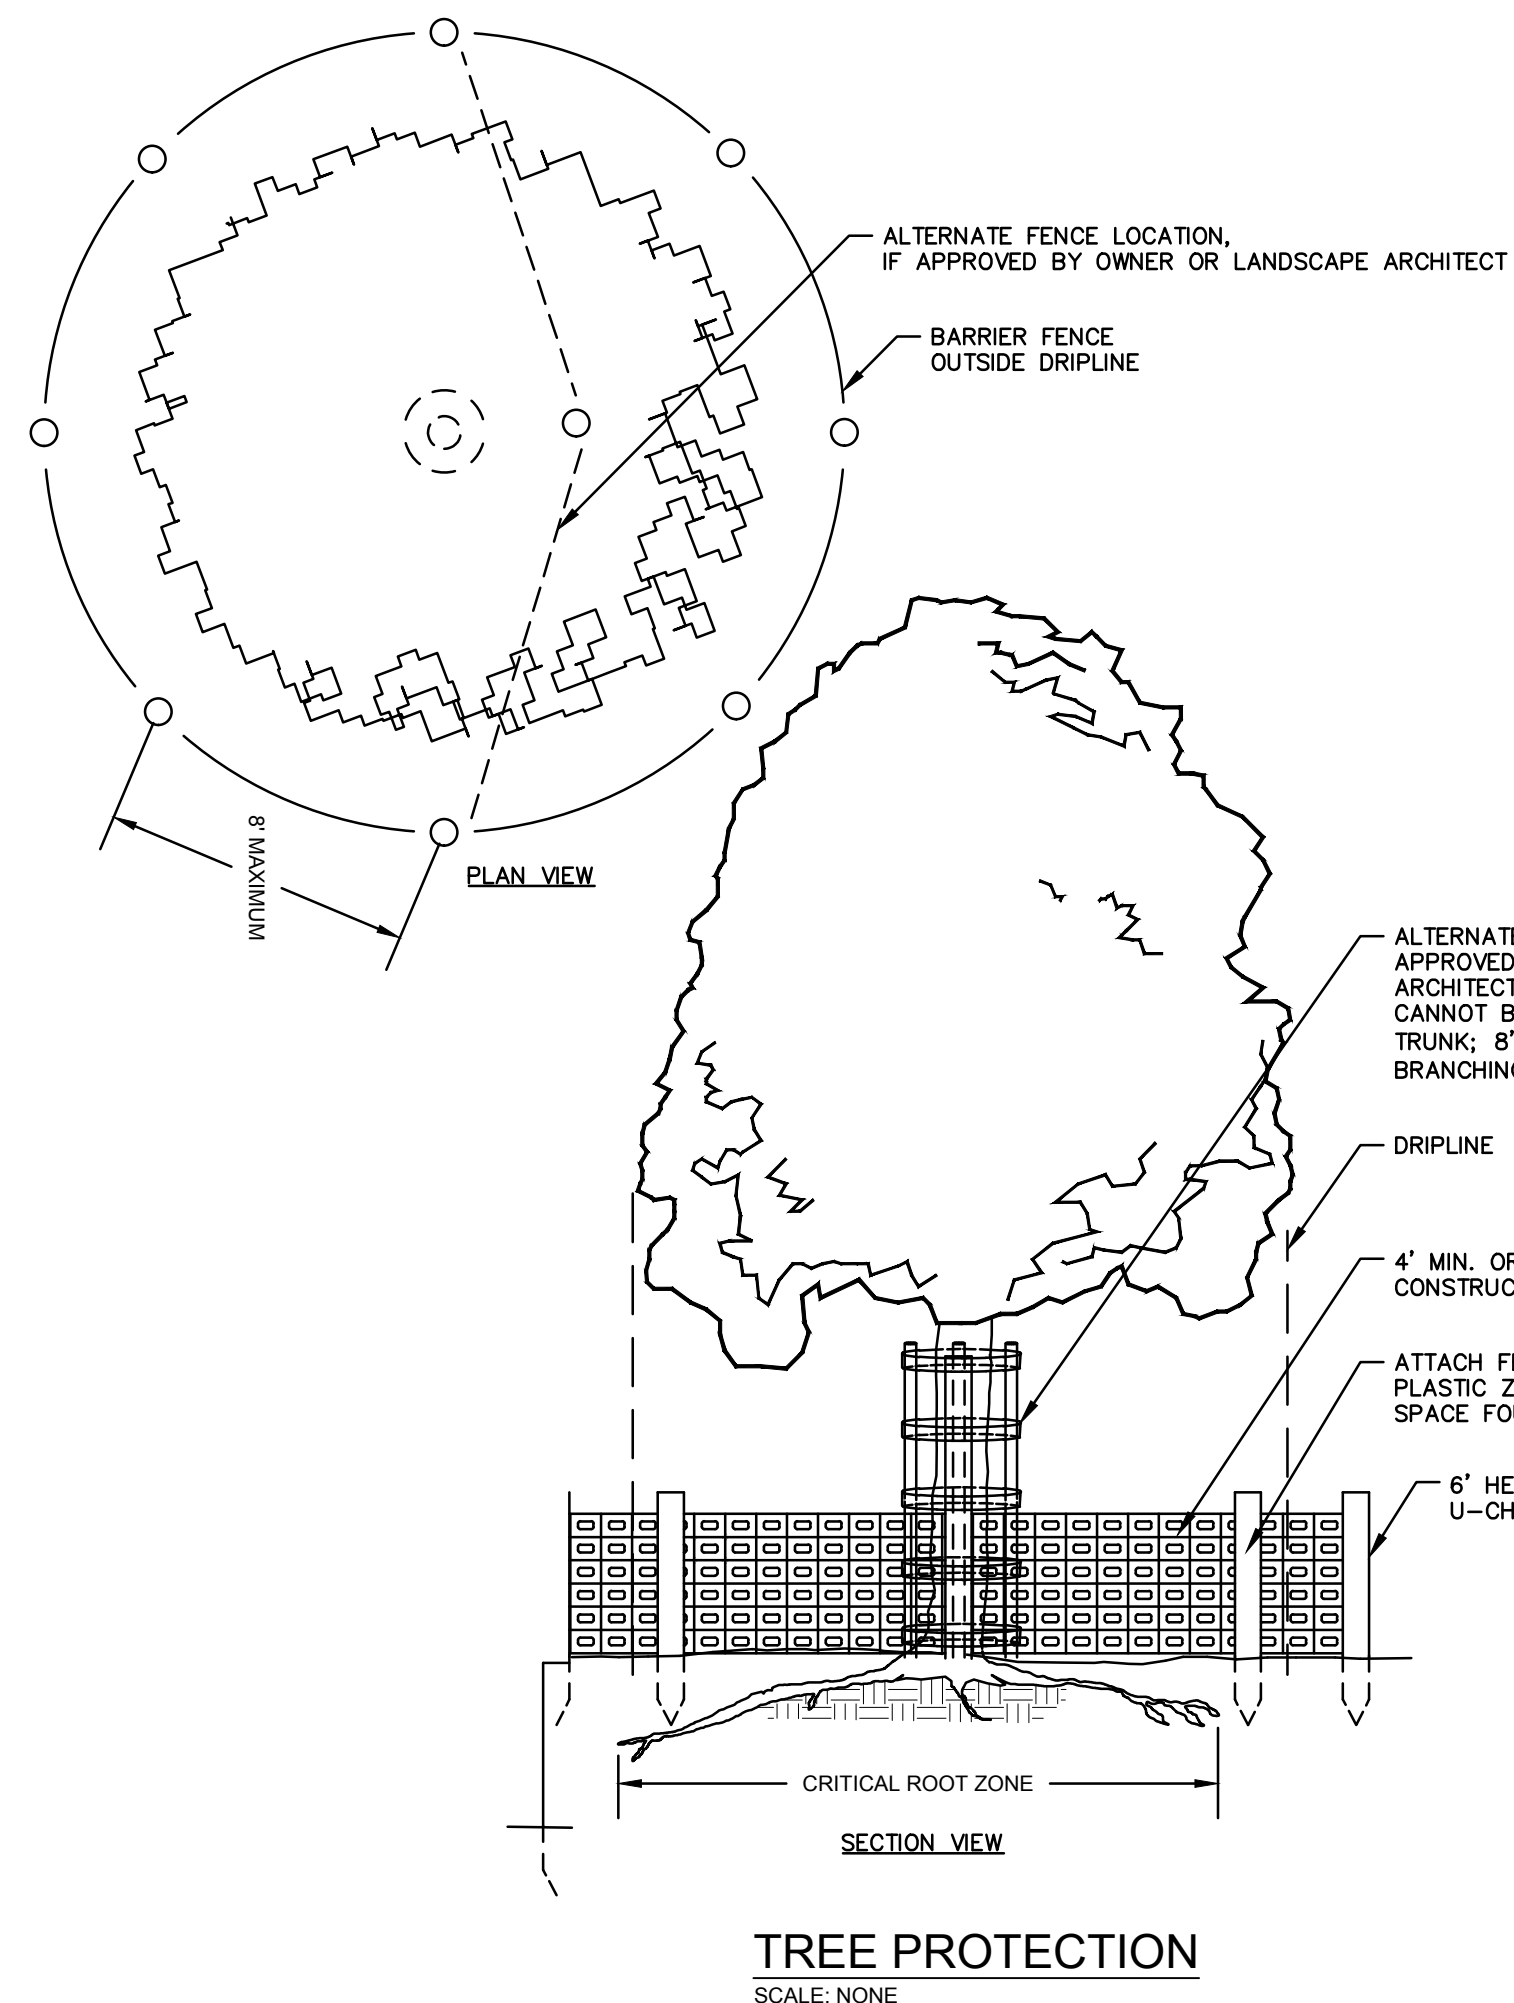 ALTERNATE FENCE LOCATION,
IF APPROVED BY OWNER OR LANDSCAPE ARCHITECT
BARRIER FENCE
OUTSIDE DRIPLINE
8' MAXIMUM
PLAN VIEW
ALTERNATE
APPROVED
ARCHITECT
CANNOT B
TRUNK; 8'
BRANCHING
DRIPLINE
4' MIN. OR
CONSTRUC
ATTACH FE
PLASTIC Z
SPACE FOU
6' HE
U-CH
CRITICAL ROOT ZONE
SECTION VIEW
TREE PROTECTION
SCALE: NONE